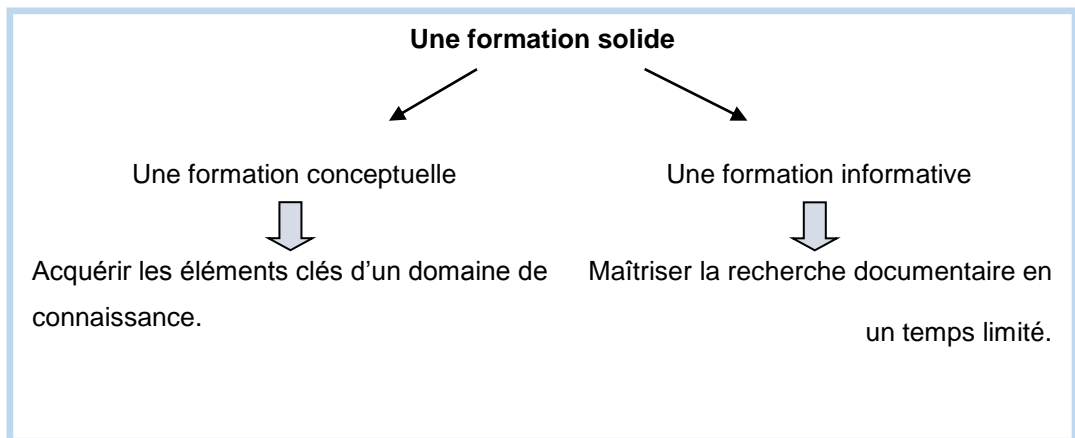 Une formation solide
Une formation conceptuelle
Une formation informative
Acquérir les éléments clés d'un domaine de
connaissance.
Maîtriser la recherche documentaire en
un temps limité.